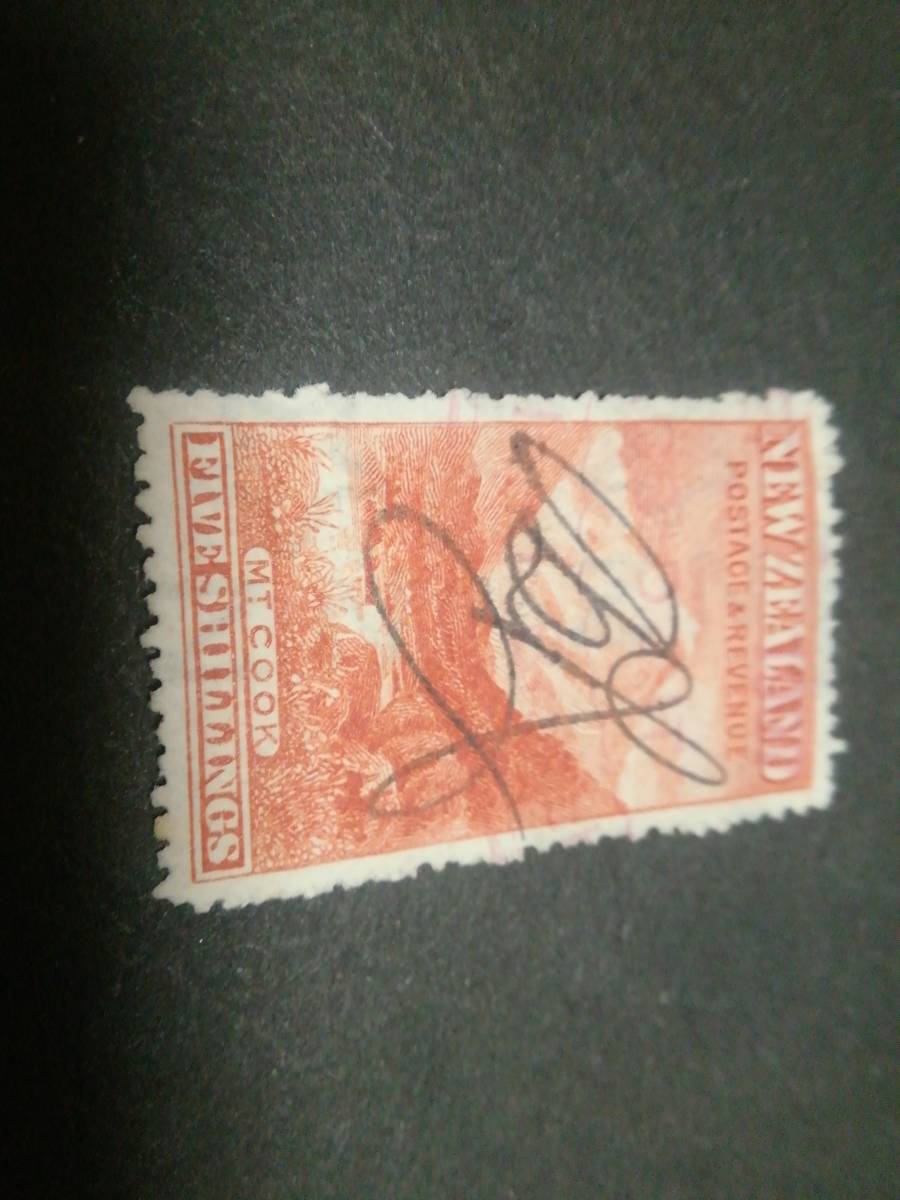 NEW ZEALAND
POSTAGE & REVENUE
MT COOK
FIVE SHILLINGS